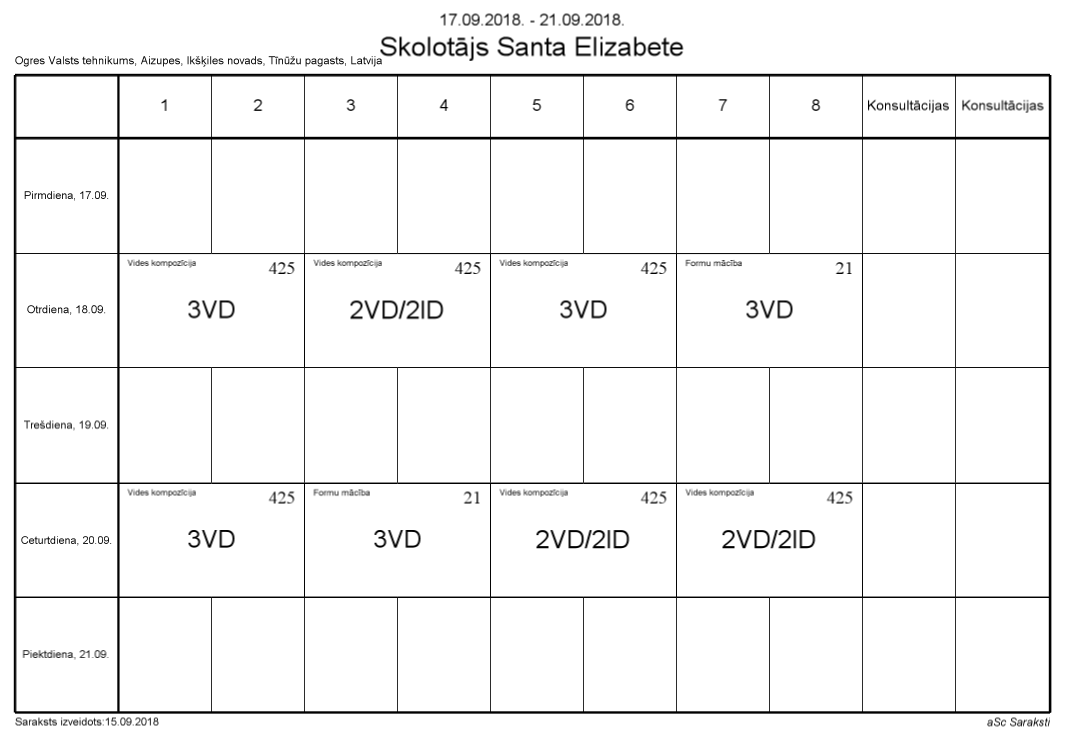 17.09.2018. - 21.09.2018.
Skolotājs Santa Elizabete
Ogres Valsts tehnikums, Aizupes, Ikšķiles novads, Tīnūžu pagasts, Latvija
1 2 3 4 5 6 7 8 Konsultācijas Konsultācijas
Pirmdiena, 17.09.
Vides kompozīcija 425 Vides kompozīcija 425 Vides kompozīcija 425 Formu mācība 21
Otrdiena, 18.09. 3VD 2VD/2ID 3VD 3VD
Trešdiena, 19.09.
Vides kompozīcija 425 Formu mācība 21 Vides kompozīcija 425 Vides kompozīcija 425
Ceturtdiena, 20.09. 3VD 3VD 2VD/2ID 2VD/2ID
Piektdiena, 21.09.
Saraksts izveidots:15.09.2018 aSc Saraksti